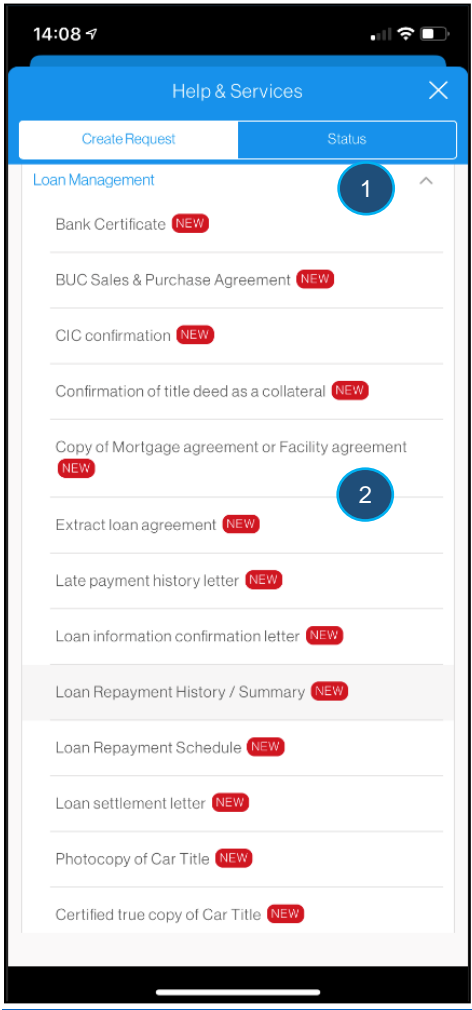 14:08
Help & Services
Create Request
Status
Loan Management
1
Bank Certificate NEW
BUC Sales & Purchase Agreement NEW
CIC confirmation NEW
Confirmation of title deed as a collateral NEW
Copy of Mortgage agreement or Facility agreement
NEW
2
Extract loan agreement NEW
Late payment history letter NEW
Loan information confirmation letter NEW
Loan Repayment History / Summary NEW
Loan Repayment Schedule NEW
Loan settlement letter NEW
Photocopy of Car Title NEW
Certified true copy of Car Title NEW